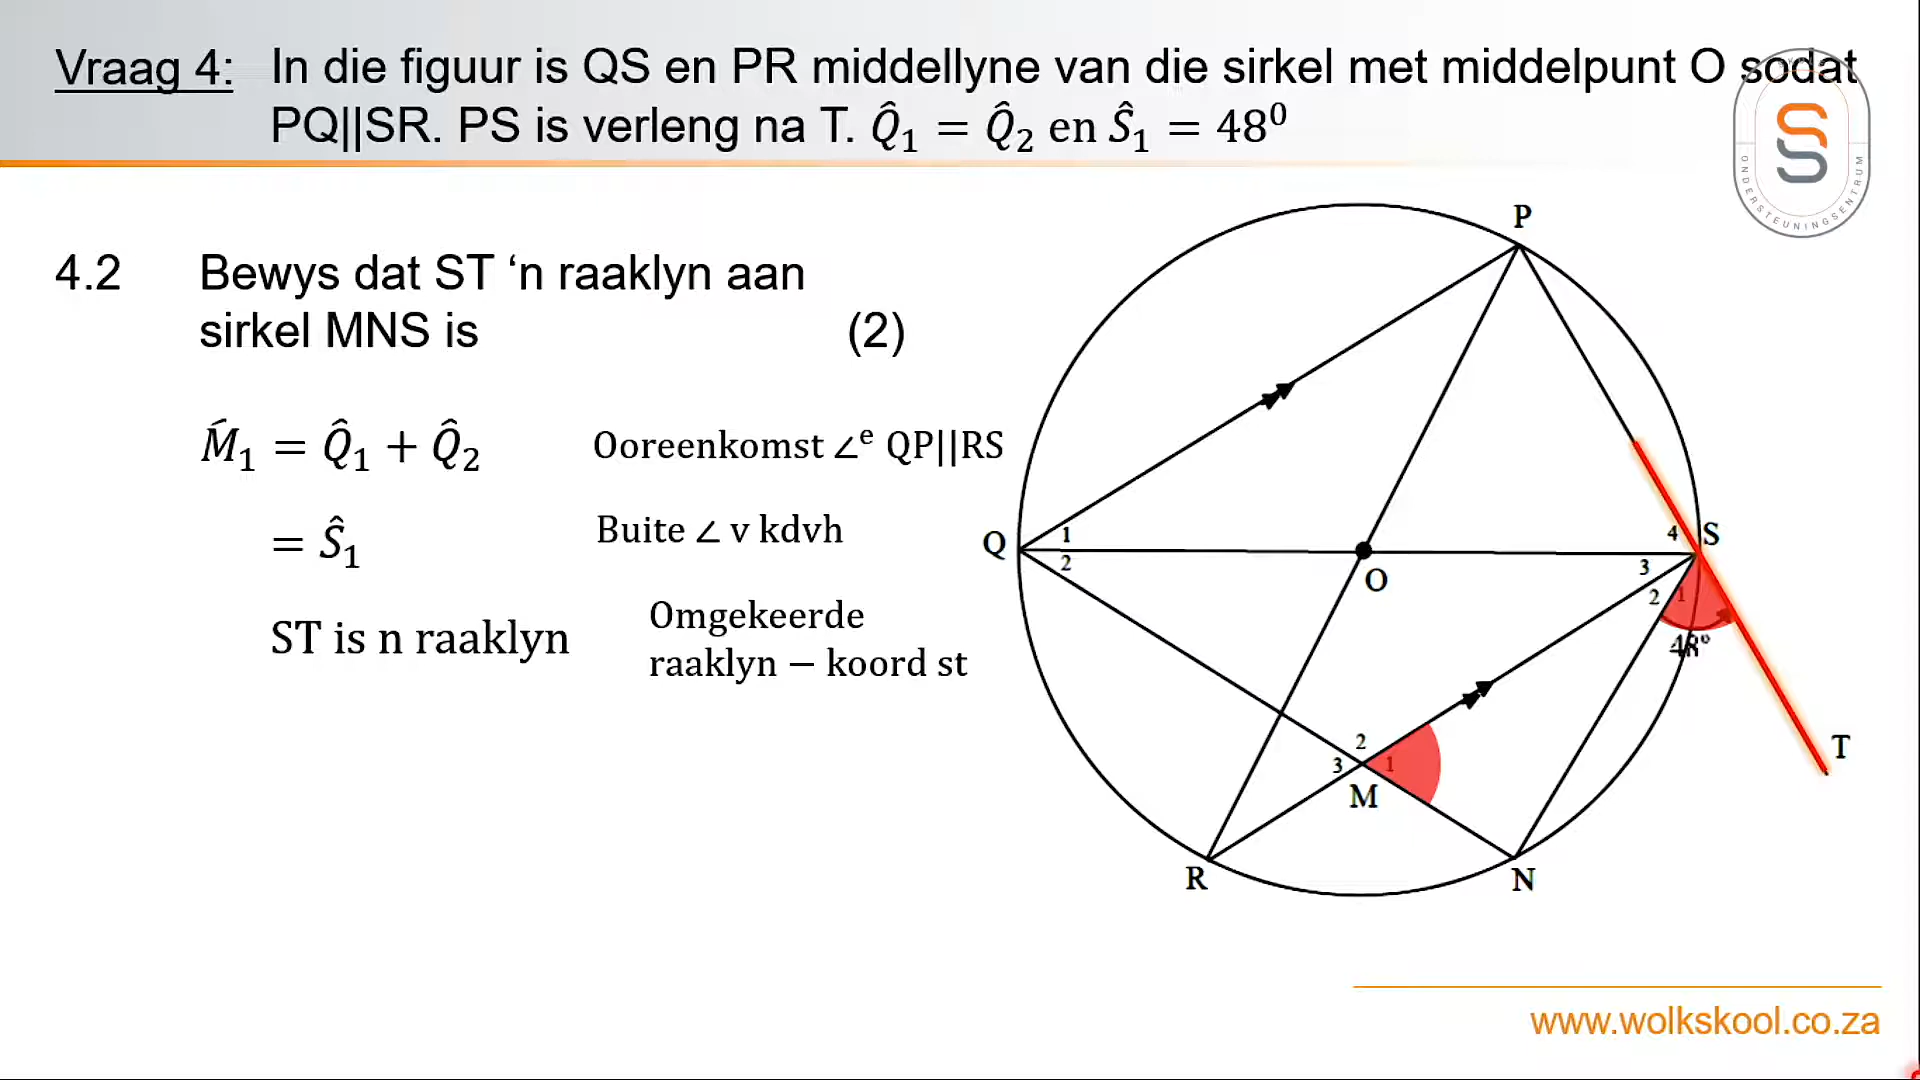 Vraag 4: In die figuur is QS en PR middellyne van die sirkel met middelpunt O sodat
PQ||SR. PS is verleng na T. Q̂₁ = Q̂₂ en Ŝ₁ = 48⁰
ONDERSTEUNINGSENTRUM
4.2 Bewys dat ST ‘n raaklyn aan
sirkel MNS is (2)
Ḿ₁ = Q̂₁ + Q̂₂ Ooreenkomst ∠ᵉ QP||RS
= Ŝ₁ Buite ∠ v kdvh
ST is n raaklyn Omgekeerde
raaklyn − koord st
P
Q 1
2
O
4 S
3
2 1
48°
T
2
3 1
M
R
N
www.wolkskool.co.za